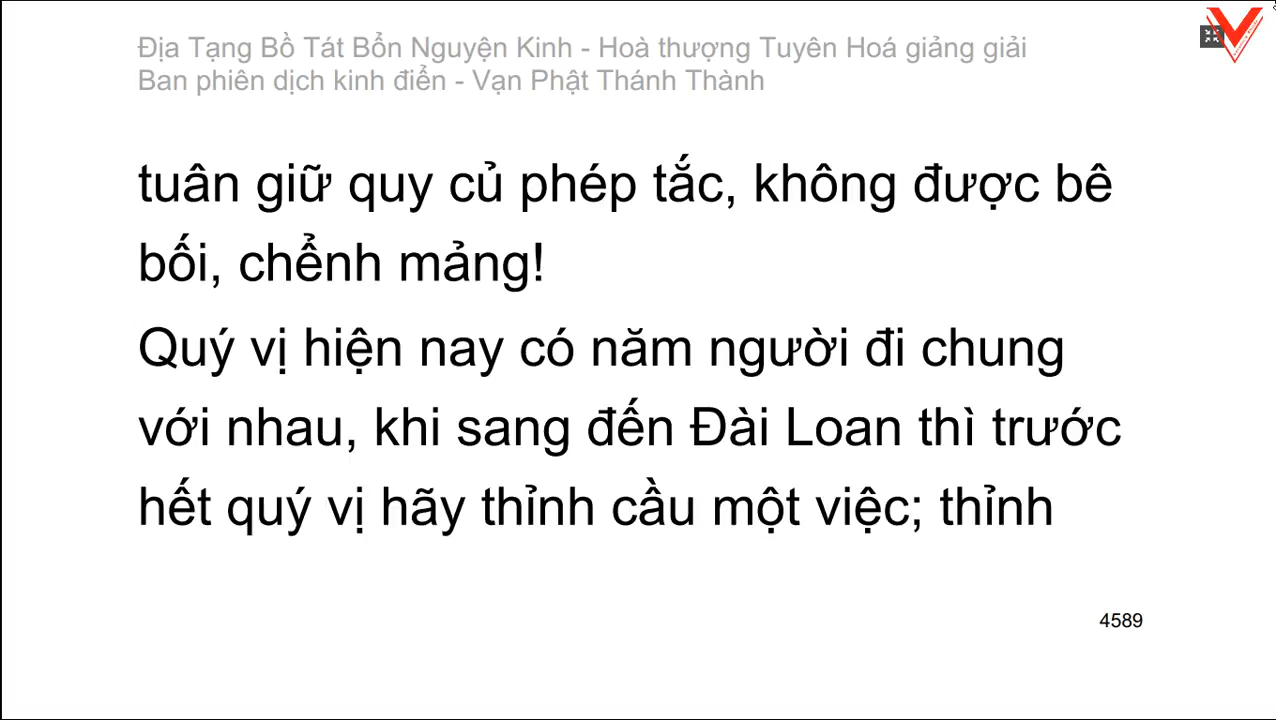 Địa Tạng Bồ Tát Bổn Nguyện Kinh - Hoà thượng Tuyên Hoá giảng giải
Ban phiên dịch kinh điển - Vạn Phật Thánh Thành
tuân giữ quy củ phép tắc, không được bê
bối, chểnh mảng!
Quý vị hiện nay có năm người đi chung
với nhau, khi sang đến Đài Loan thì trước
hết quý vị hãy thỉnh cầu một việc; thỉnh
4589